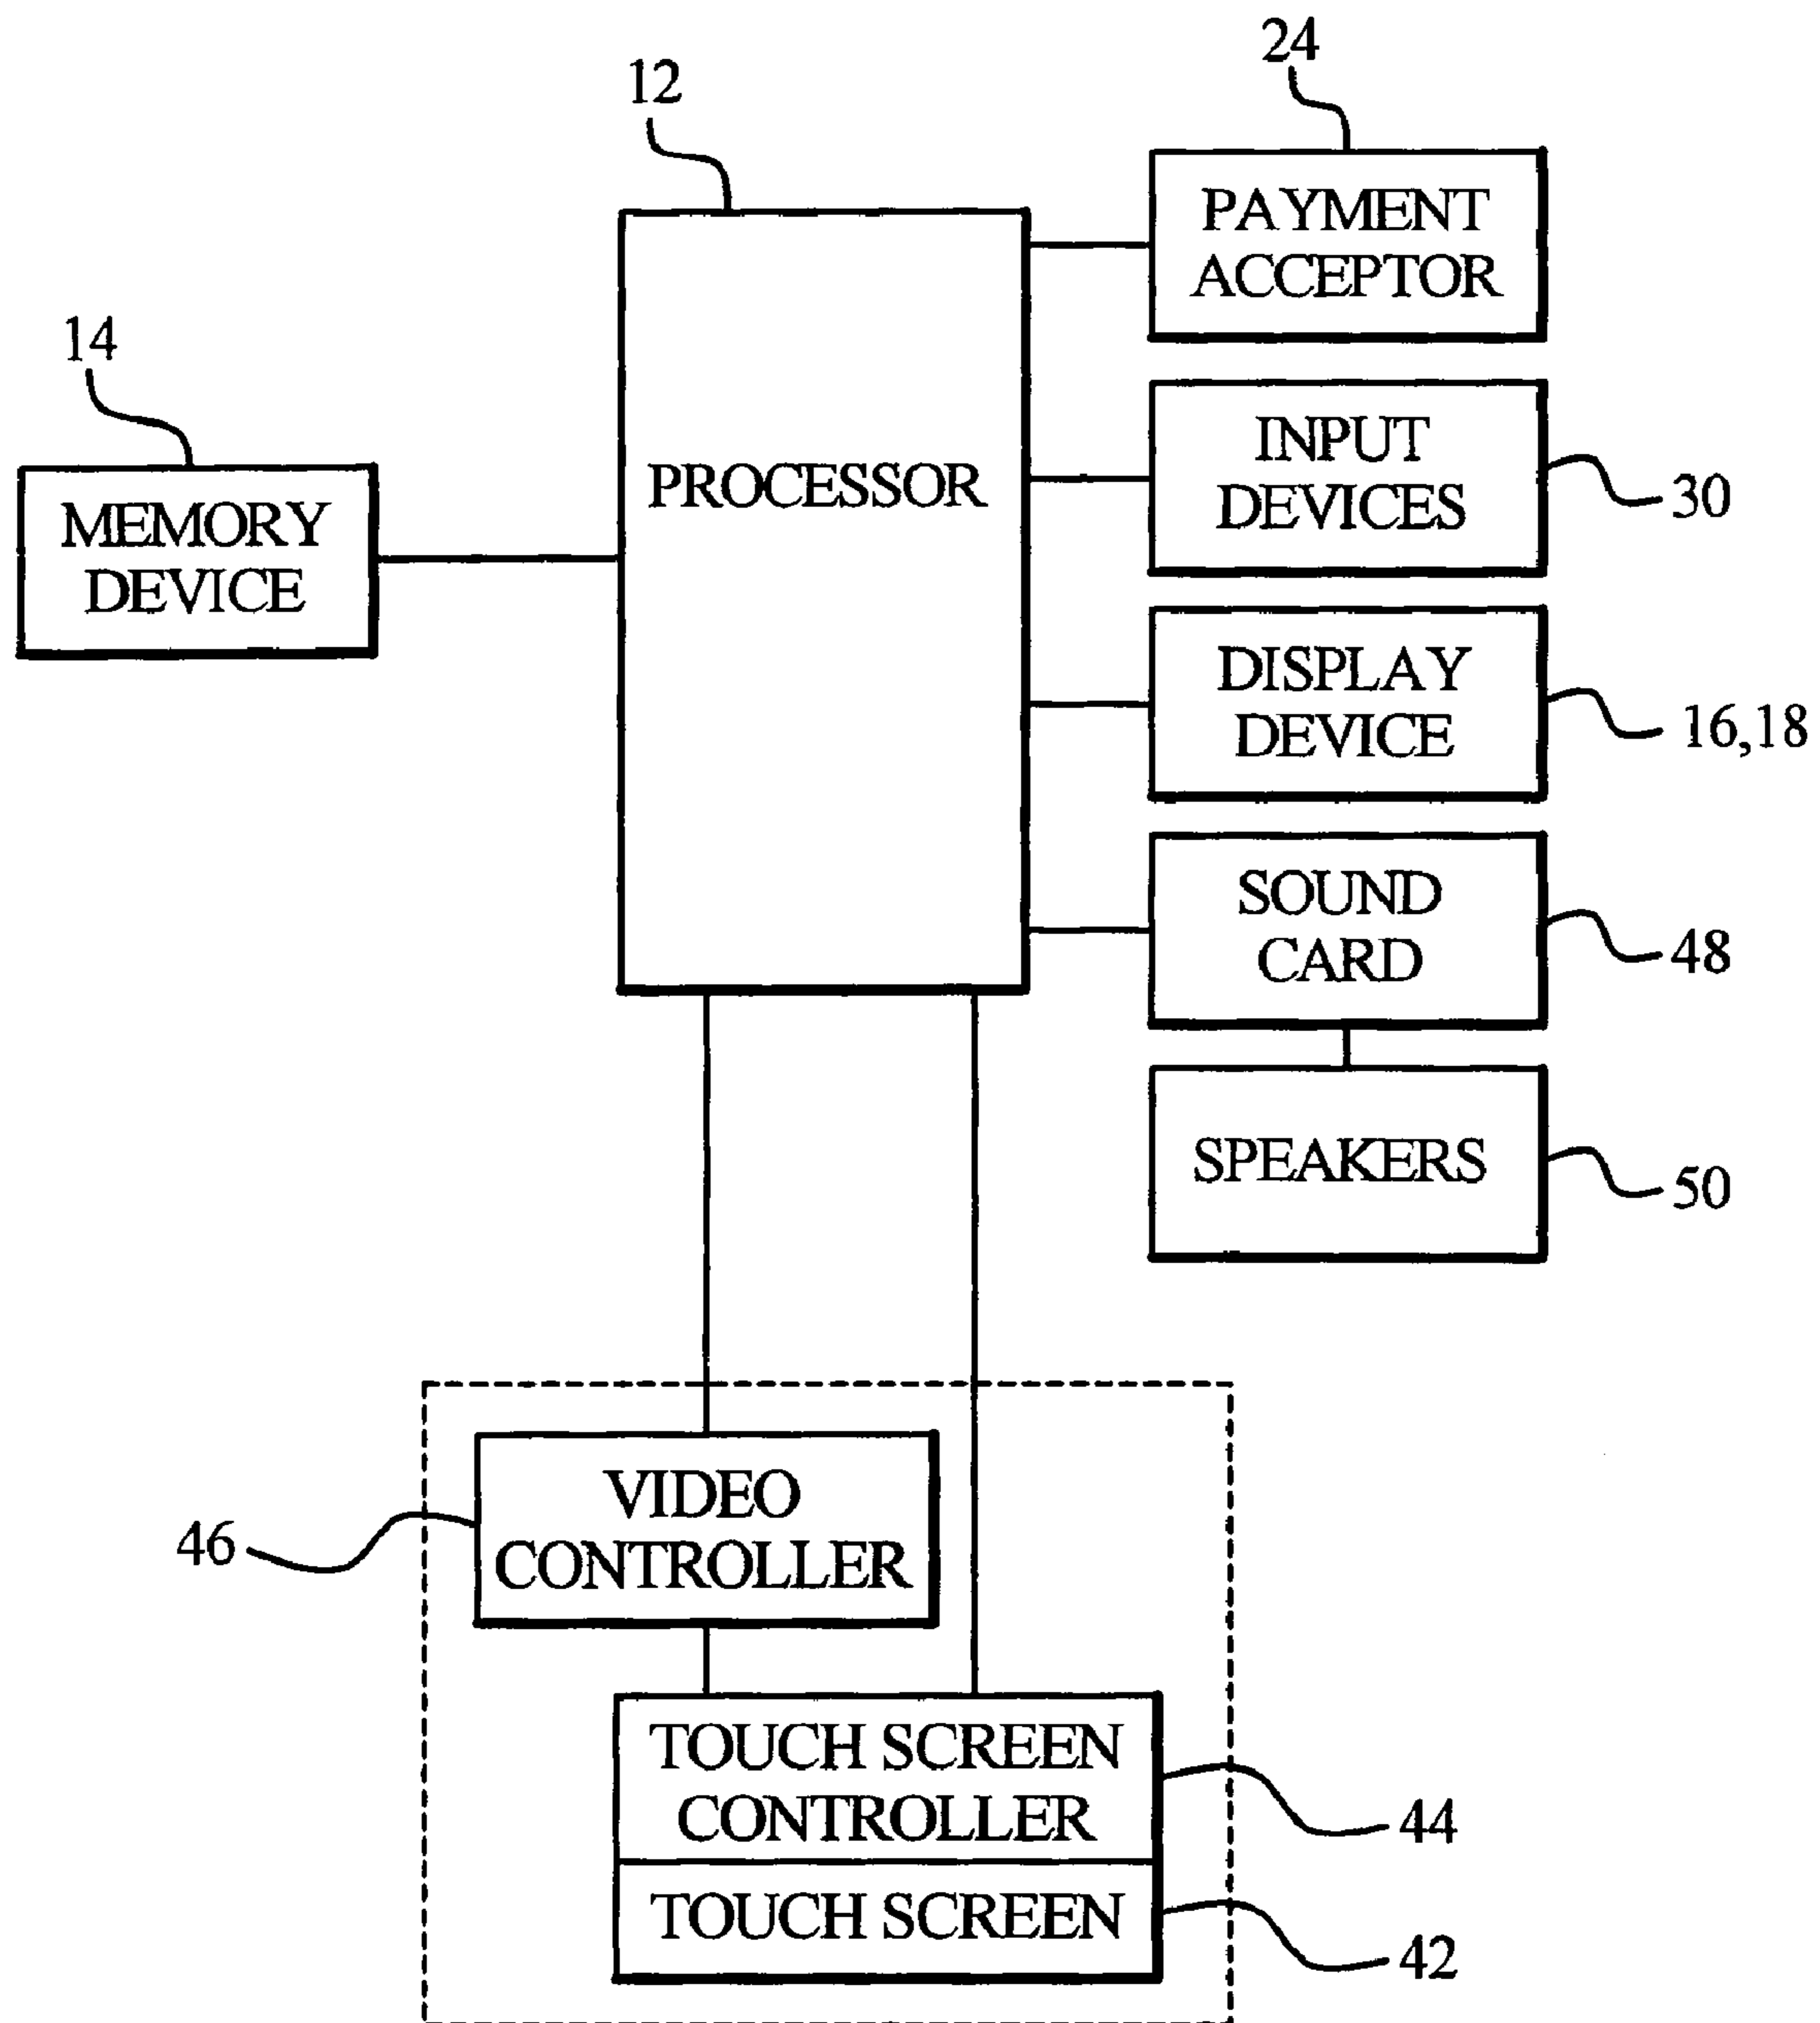 24
12
PAYMENT
ACCEPTOR
14
MEMORY
DEVICE
PROCESSOR
INPUT
DEVICES
30
DISPLAY
DEVICE
16,18
SOUND
CARD
48
SPEAKERS
50
VIDEO
CONTROLLER
46
TOUCH SCREEN
CONTROLLER
44
TOUCH SCREEN
42